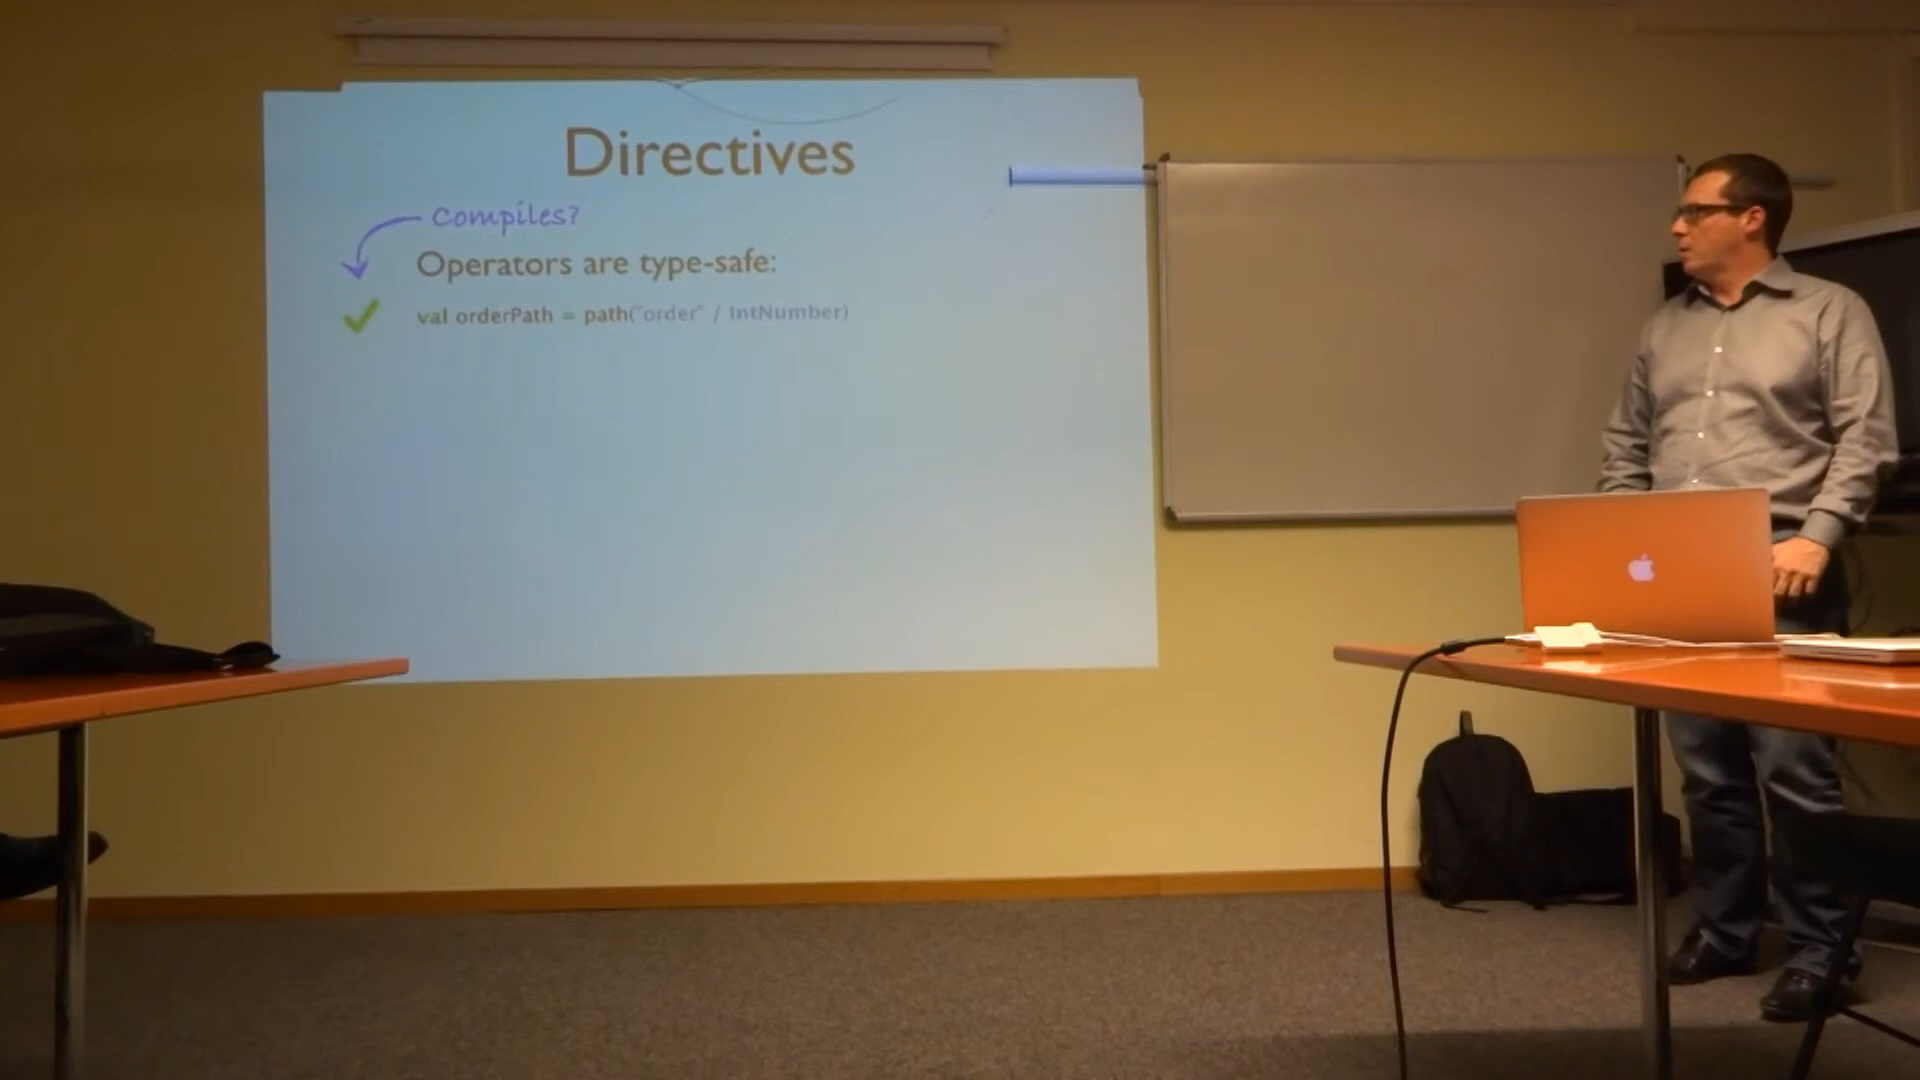 Directives
Compiles?
Operators are type-safe:
val orderPath = path("order" / IntNumber)